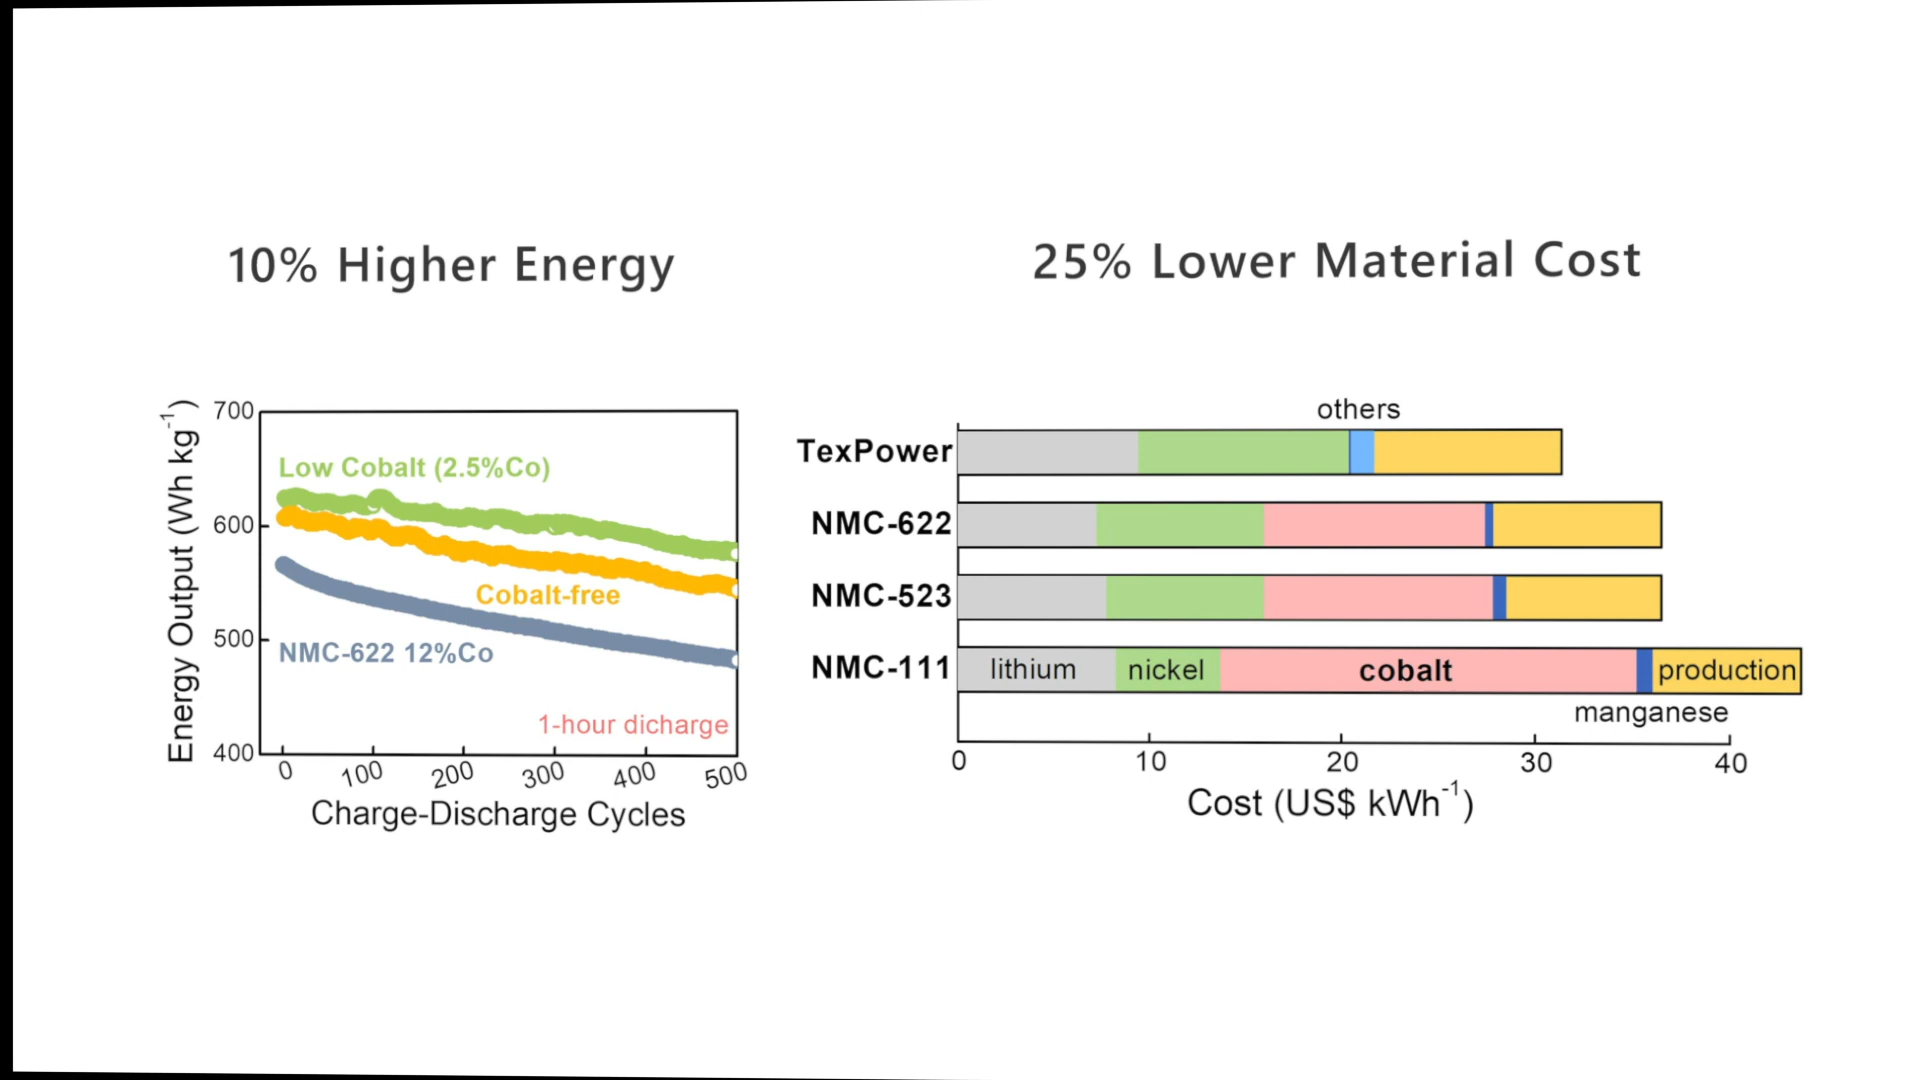 10% Higher Energy
Energy Output (Wh kg-1)
700
600
500
400
Low Cobalt (2.5%Co)
Cobalt-free
NMC-622 12%Co
1-hour dicharge
0 100 200 300 400 500
Charge-Discharge Cycles
25% Lower Material Cost
others
TexPower
NMC-622
NMC-523
NMC-111 lithium nickel cobalt production
manganese
0 10 20 30 40
Cost (US$ kWh-1)